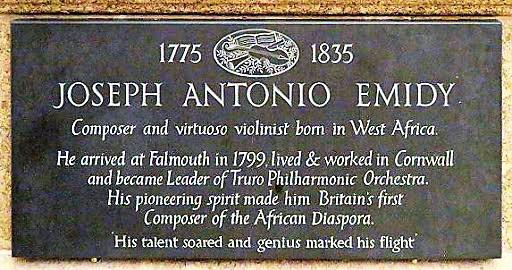 1775 1835
JOSEPH ANTONIO EMIDY
Composer and virtuoso violinist born in West Africa.
He arrived at Falmouth in 1799, lived & worked in Cornwall
and became Leader of Truro Philharmonic Orchestra.
His pioneering spirit made him Britain's first
Composer of the African Diaspora.
'His talent soared and genius marked his flight'